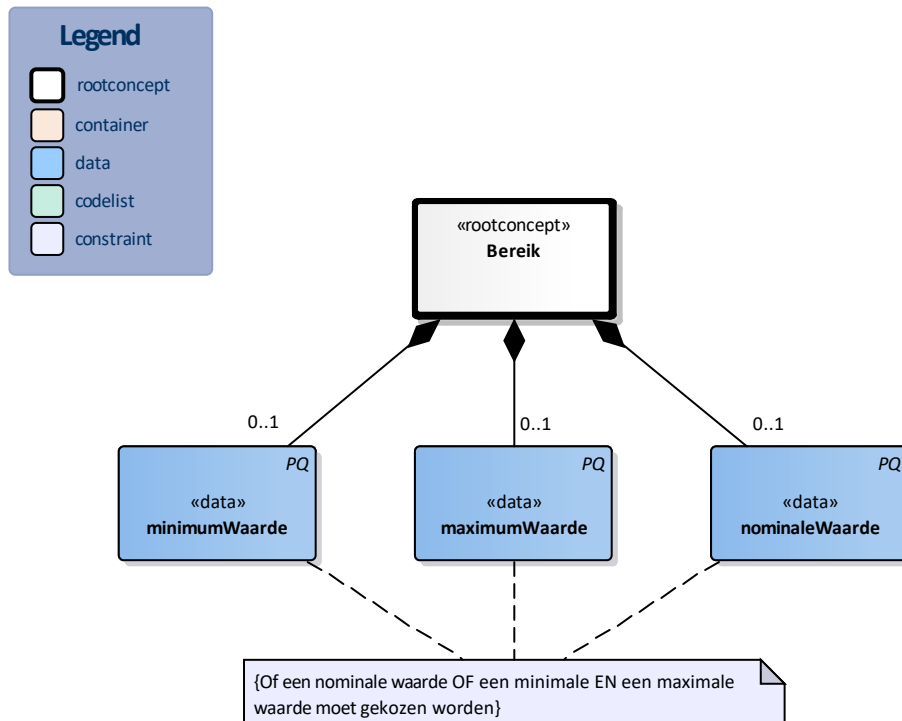 Legend
rootconcept
container
data
codelist
constraint
«rootconcept»
Bereik
0..1
0..1
0..1
PQ
«data»
minimumWaarde
PQ
«data»
maximumWaarde
PQ
«data»
nominaleWaarde
{Of een nominale waarde OF een minimale EN een maximale
waarde moet gekozen worden}